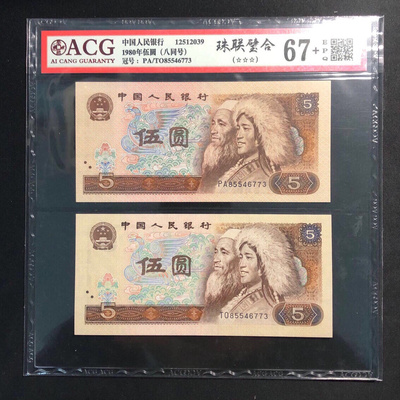 ACG
AI CANG GUARANTY
中国人民银行 12512039
1980年伍圆 (八同号)
冠号: PA/TO85546773
珠联璧合
(☆☆☆)
67+
EPQ
中国人民银行
5
伍圆
PA85546773
5
5
中国人民银行
5
伍圆
TO85546773
5
5